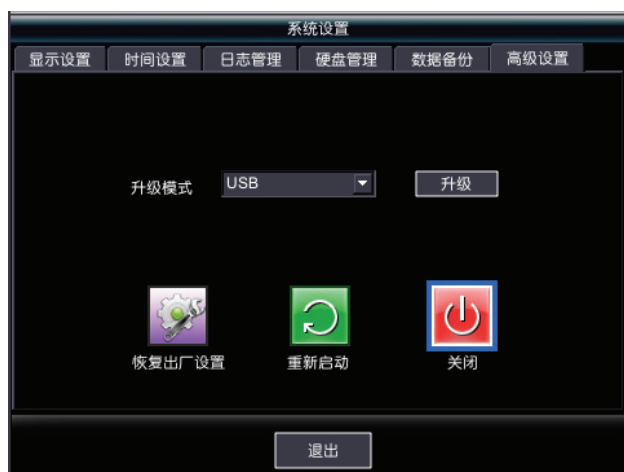 系统设置
显示设置 时间设置 日志管理 硬盘管理 数据备份 高级设置
升级模式 USB 升级
恢复出厂设置 重新启动 关闭
退出